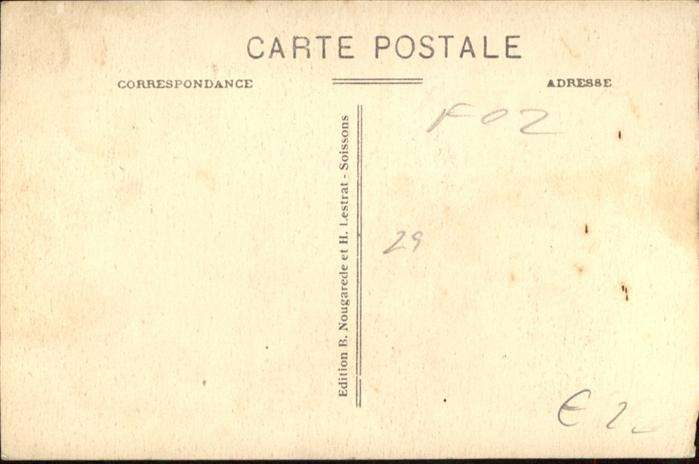 CARTE POSTALE
CORRESPONDANCE
ADRESSE
Edition B. Nougarede et H. Lestrat - Soissons
F02
29
€ 2